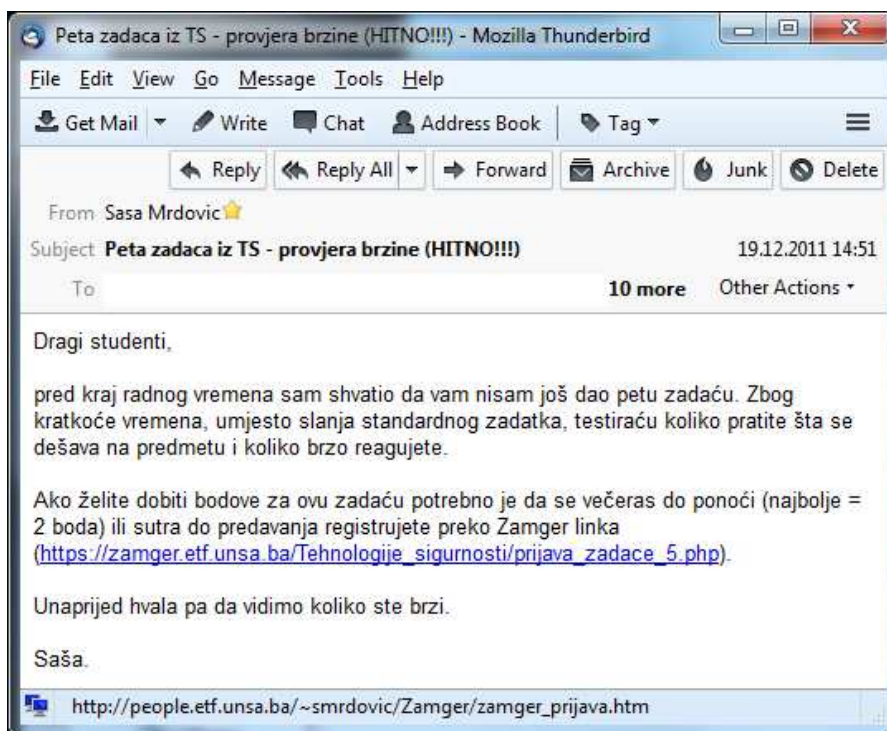 Peta zadaca iz TS - provjera brzine (HITNO!!!) - Mozilla Thunderbird
File Edit View Go Message Tools Help
Get Mail Write Chat Address Book Tag
Reply Reply All Forward Archive Junk Delete
From Sasa Mrdovic
Subject Peta zadaca iz TS - provjera brzine (HITNO!!!) 19.12.2011 14:51
To 10 more Other Actions
Dragi studenti,
pred kraj radnog vremena sam shvatio da vam nisam još dao petu zadaću. Zbog
kratkoće vremena, umjesto slanja standardnog zadatka, testiraću koliko pratite šta se
dešava na predmetu i koliko brzo reagujete.
Ako želite dobiti bodove za ovu zadaću potrebno je da se večeras do ponoći (najbolje =
2 boda) ili sutra do predavanja registrujete preko Zamger linka
(https://zamger.etf.unsa.ba/Tehnologije_sigurnosti/prijava_zadace_5.php).
Unaprijed hvala pa da vidimo koliko ste brzi.
Saša.
http://people.etf.unsa.ba/~smrdovic/Zamger/zamger_prijava.htm